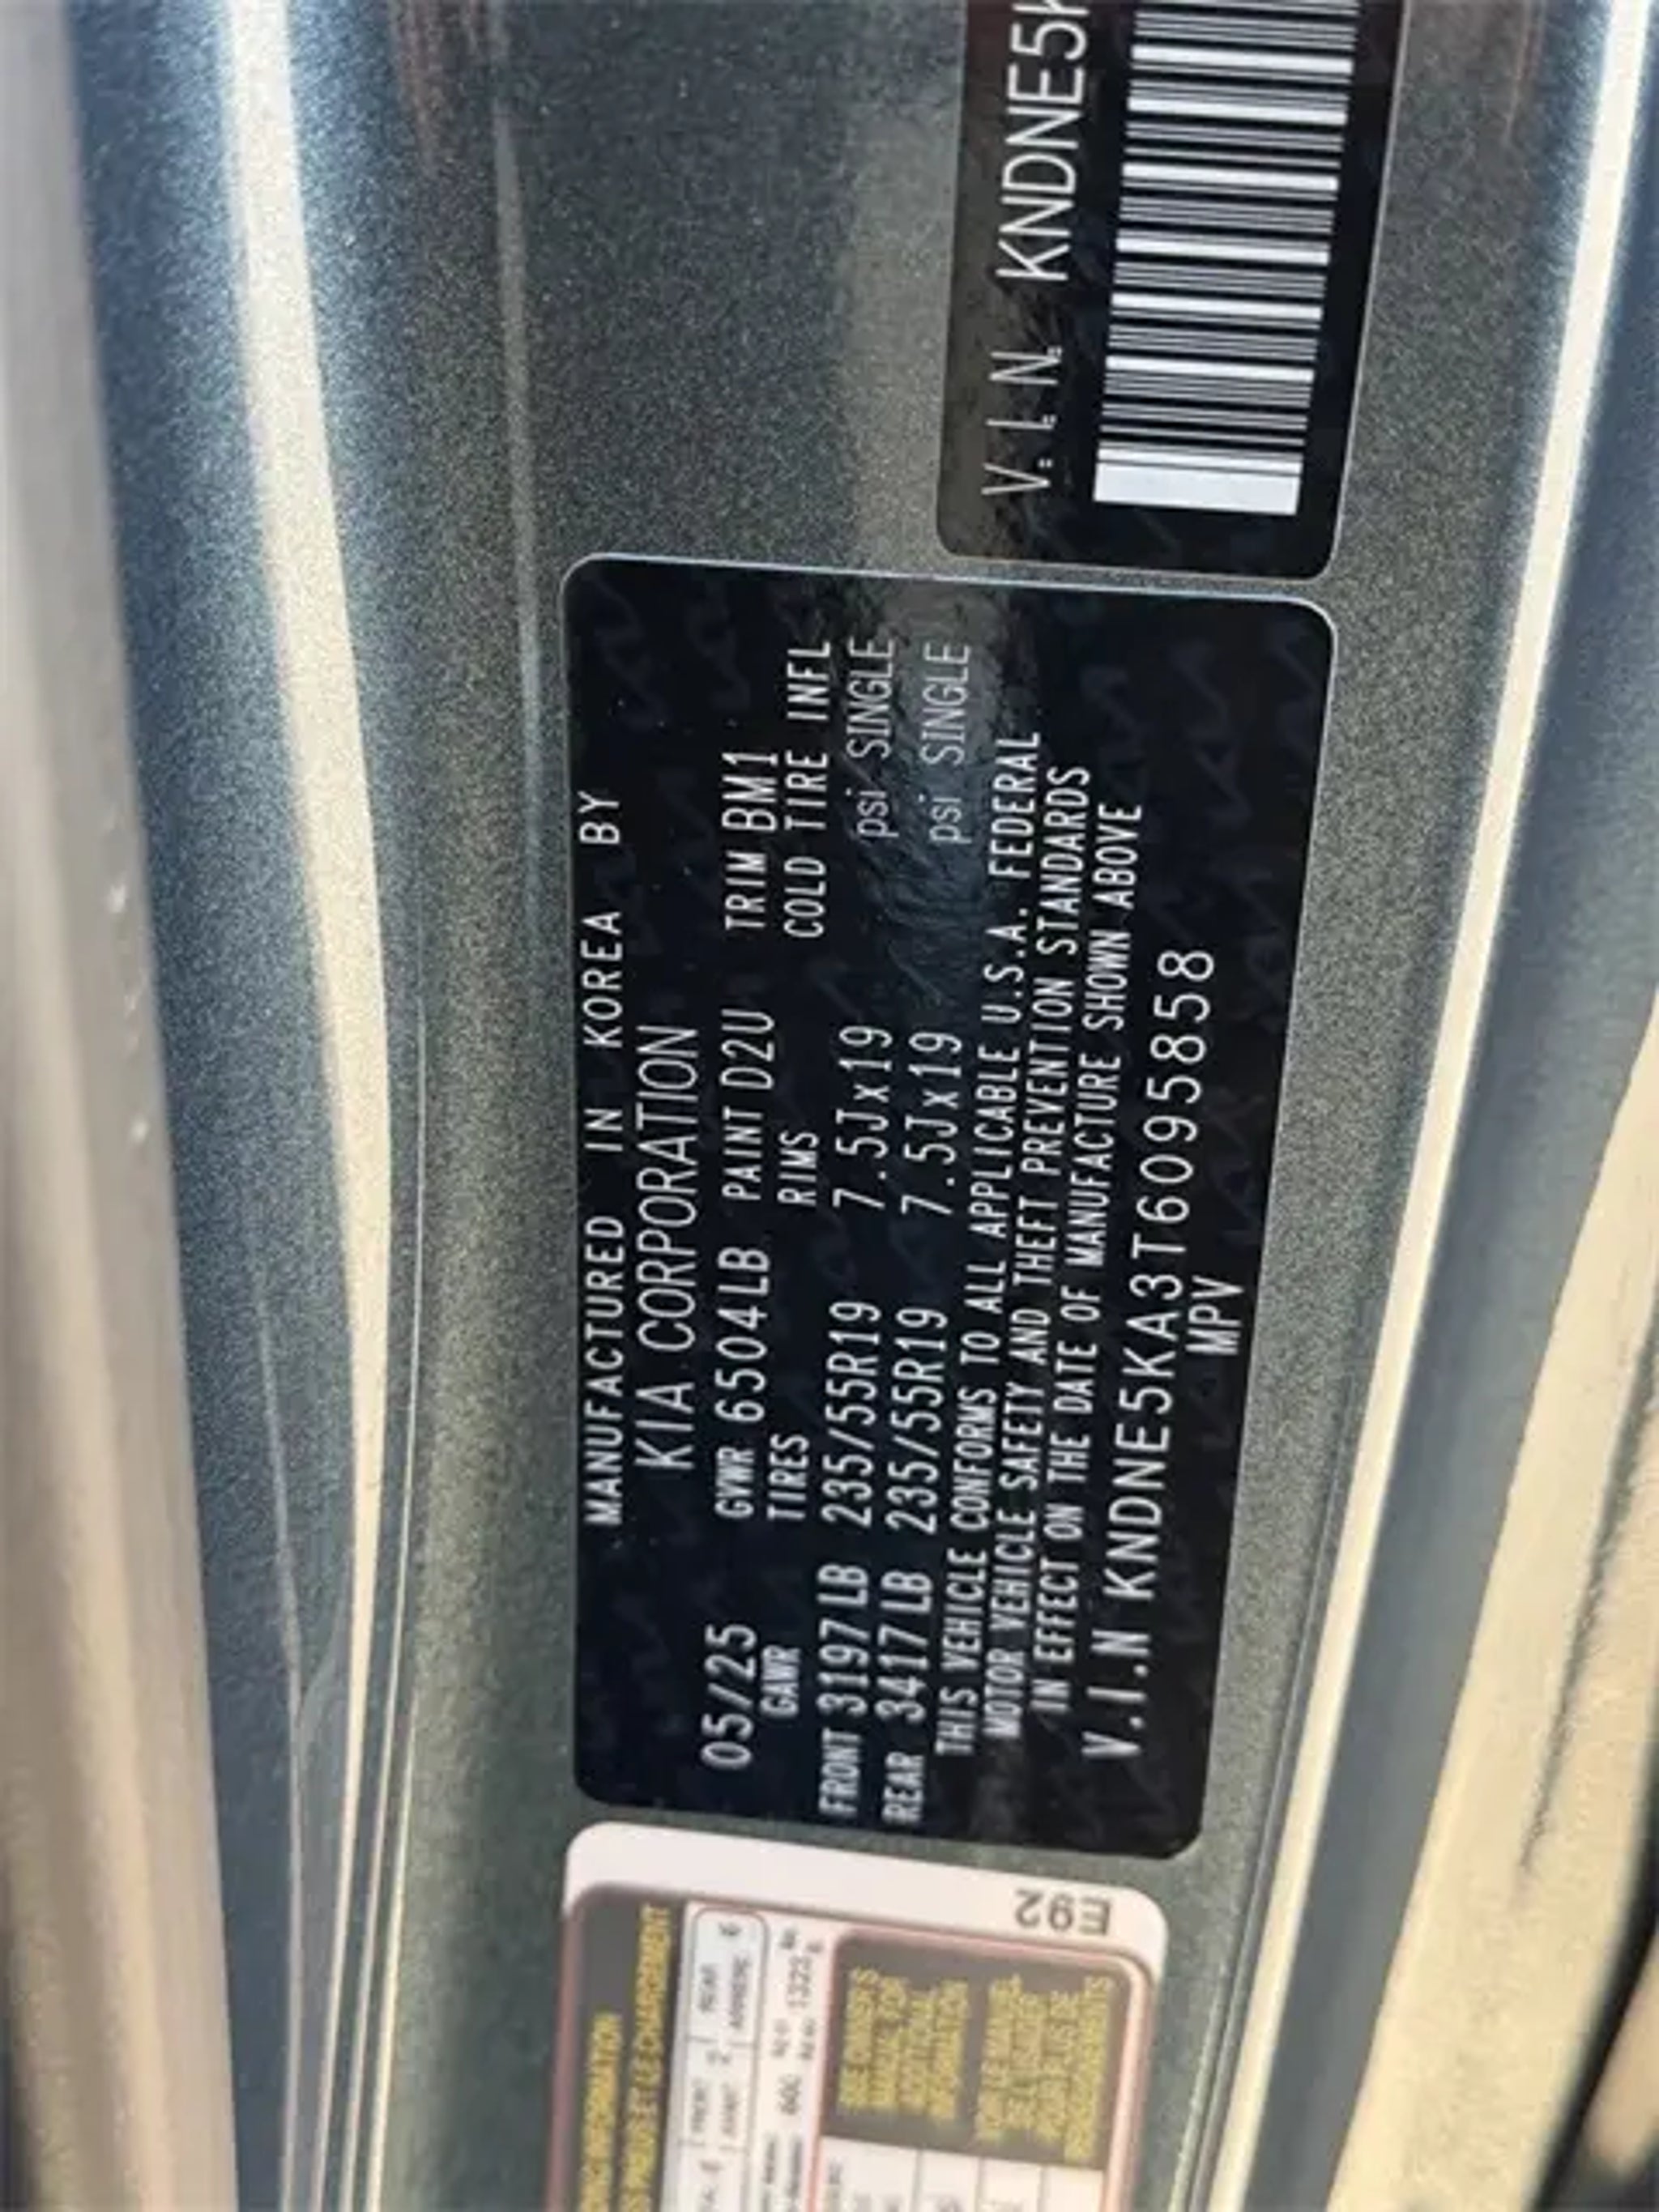 MANUFACTURED IN KOREA BY
KIA CORPORATION
05/25 GVWR 6504LB PAINT D2U TRIM BM1
GAWR TIRES RIMS COLD TIRE INFL
FRONT 3197LB 235/55R19 7.5Jx19 psi SINGLE
REAR 3417LB 235/55R19 7.5Jx19 psi SINGLE
THIS VEHICLE CONFORMS TO ALL APPLICABLE U.S.A. FEDERAL
MOTOR VEHICLE SAFETY AND THEFT PREVENTION STANDARDS
IN EFFECT ON THE DATE OF MANUFACTURE SHOWN ABOVE
V.I.N KNDNE5KA3T6095858
MPV
V.I.N. KNDNE5
E92